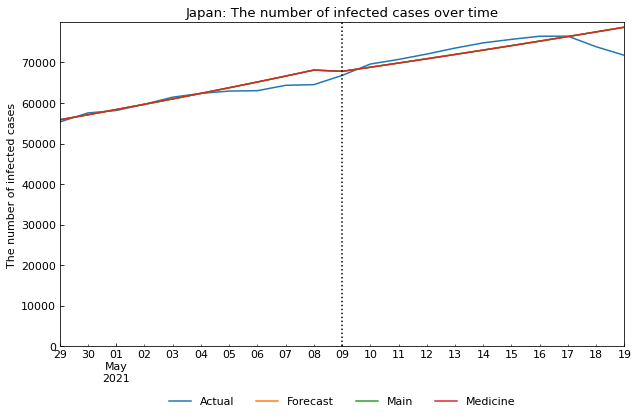 Japan: The number of infected cases over time
The number of infected cases
70000
60000
50000
40000
30000
20000
10000
0
29 30 01 02 03 04 05 06 07 08 09 10 11 12 13 14 15 16 17 18 19
May
2021
Actual Forecast Main Medicine